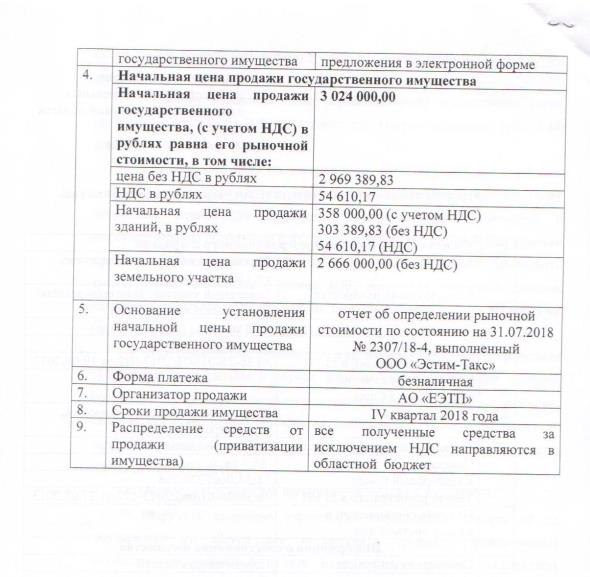 государственного имущества предложения в электронной форме
4. Начальная цена продажи государственного имущества
Начальная цена продажи 3 024 000,00
государственного
имущества, (с учетом НДС) в
рублях равна его рыночной
стоимости, в том числе:
цена без НДС в рублях 2 969 389,83
НДС в рублях 54 610,17
Начальная цена продажи 358 000,00 (с учетом НДС)
зданий, в рублях 303 389,83 (без НДС)
54 610,17 (НДС)
Начальная цена продажи 2 666 000,00 (без НДС)
земельного участка
5. Основание установления отчет об определении рыночной
начальной цены продажи стоимости по состоянию на 31.07.2018
государственного имущества № 2307/18-4, выполненный
ООО «Эстим-Такс»
6. Форма платежа безналичная
7. Организатор продажи АО «ЕЭТП»
8. Сроки продажи имущества IV квартал 2018 года
9. Распределение средств от все полученные средства за
продажи (приватизации исключением НДС направляются в
имущества) областной бюджет